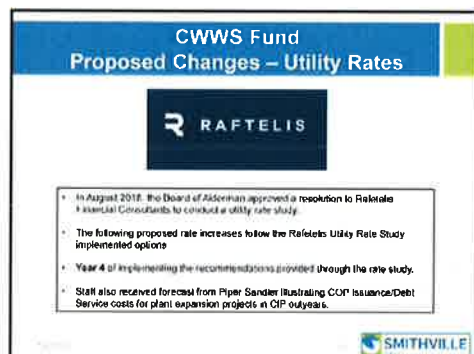 CWWS Fund
Proposed Changes – Utility Rates
RAFTELIS
• In August 2018, the Board of Alderman approved a resolution to Rafetelis
Financial Consultants to conduct a utility rate study.
• The following proposed rate increases follow the Rafetelis Utility Rate Study
implemented options
• Year 4 of implementing the recommendations provided through the rate study.
• Staff also received forecast from Piper Sandler illustrating COP Issuance/Debt
Service costs for plant expansion projects in CIP outyears.
SMITHVILLE